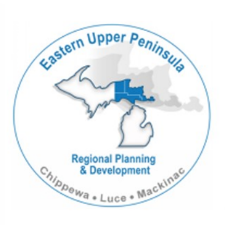 Eastern Upper Peninsula
Regional Planning
& Development
Chippewa • Luce • Mackinac